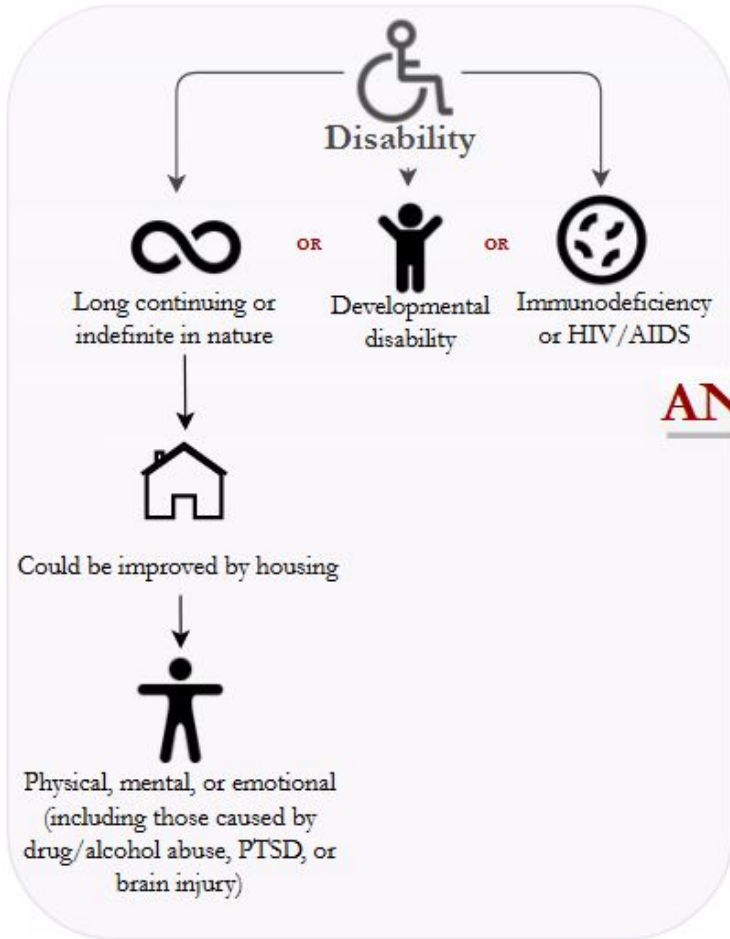 Disability
Long continuing or
indefinite in nature
OR
Developmental
disability
OR
Immunodeficiency
or HIV/AIDS
AN
Could be improved by housing
Physical, mental, or emotional
(including those caused by
drug/alcohol abuse, PTSD, or
brain injury)